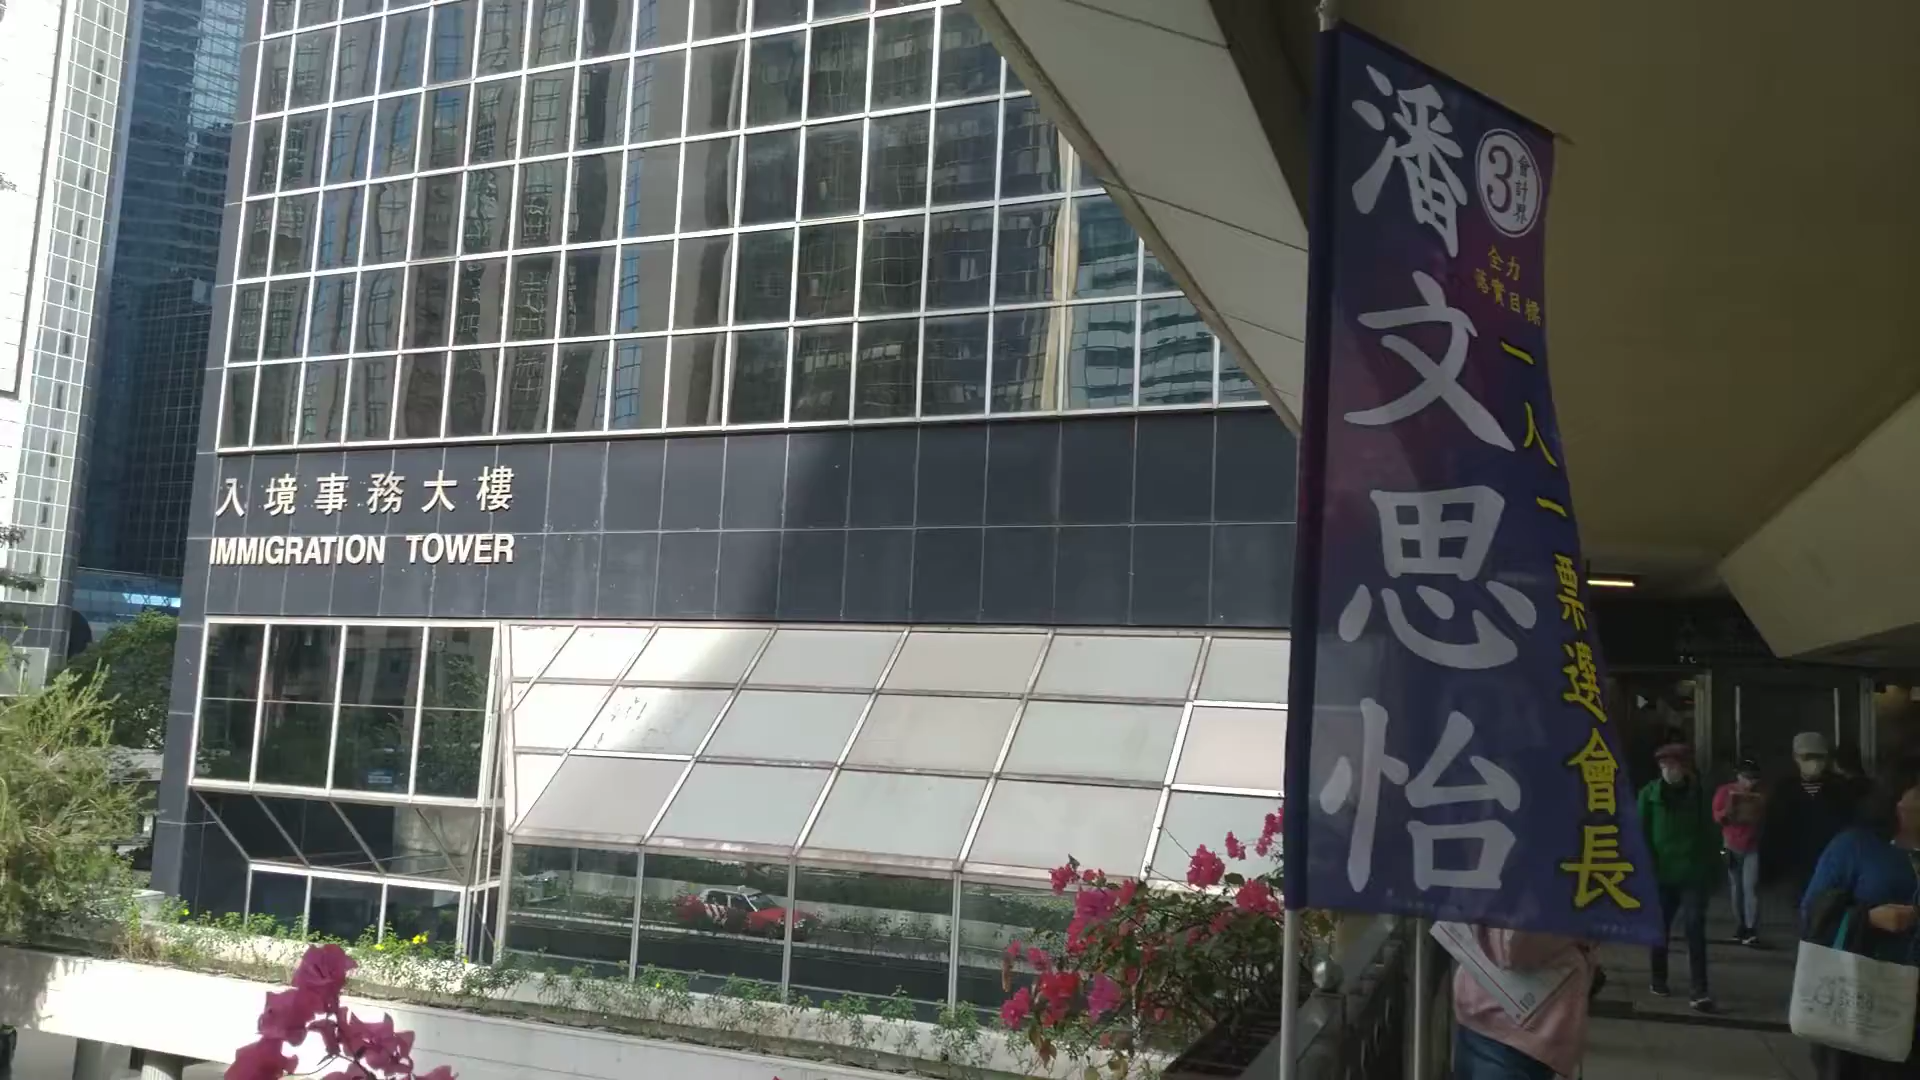 入境事務大樓
IMMIGRATION TOWER
潘文思怡
3
會計界
全力
落實目標
一人一票選會長